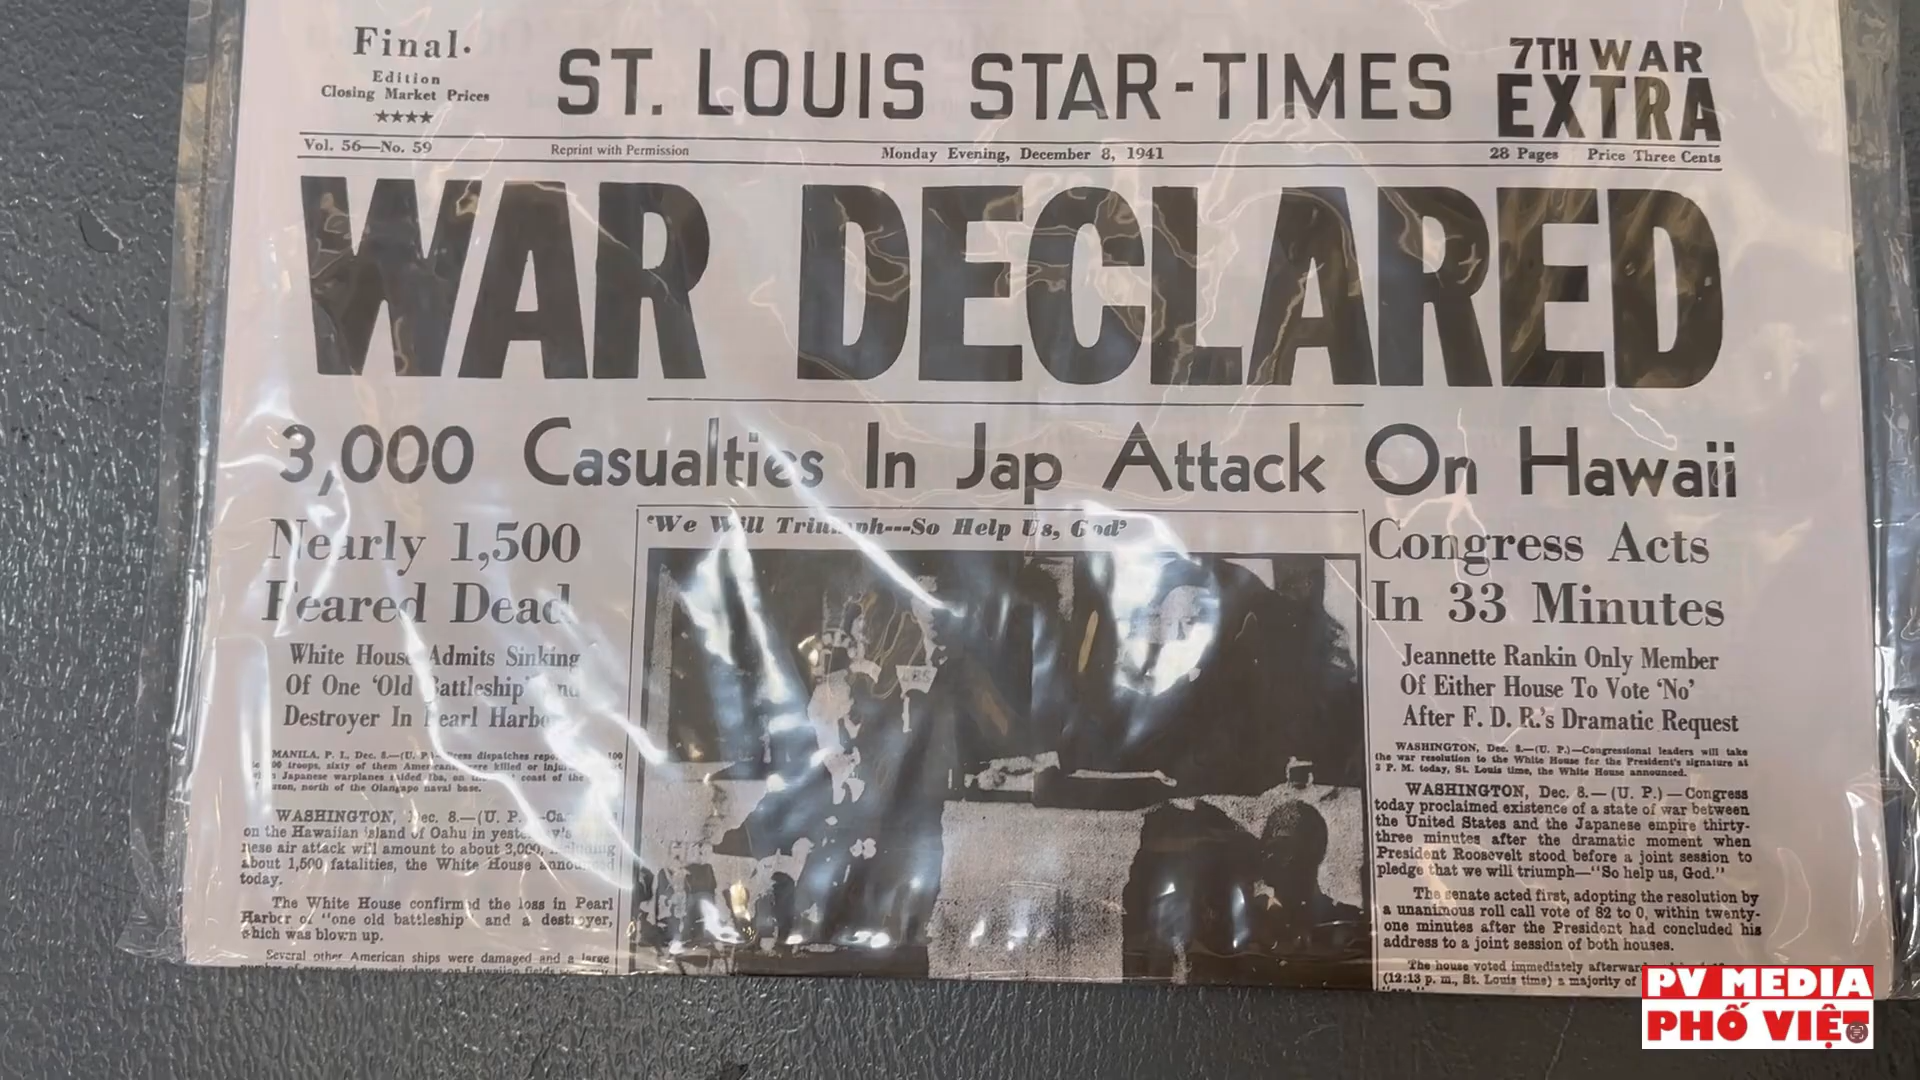 Final.
Edition
Closing Market Prices
★★★★
ST. LOUIS STAR-TIMES
7TH WAR
EXTRA
Vol. 56—No. 59
Reprint with Permission
Monday Evening, December 8, 1941
28 Pages
Price Three Cents
WAR DECLARED
3,000 Casualties In Jap Attack On Hawaii
Nearly 1,500
Feared Dead
White House Admits Sinking
Of One 'Old Battleship'
Destroyer In Pearl Harbor
MANILA, P. I., Dec. 8.—(U. P.)—Press dispatches 100
troops, sixty of them Americans were killed or
Japanese warplanes raided Iba, on coast of the
north of the Olangapo naval base.
WASHINGTON, Dec. 8.—(U. P.
on the Hawaiian island of Oahu in
air attack will amount to about 3,000, including
about 1,500 fatalities, the White House announced
today.
The White House confirmed the loss in Pearl
Harbor of "one old battleship" and a destroyer,
which was blown up.
Several other American ships were damaged and a large
'We Will Triumph---So Help Us, God'
CBS
Congress Acts
In 33 Minutes
Jeannette Rankin Only Member
Of Either House To Vote 'No'
After F. D. R.'s Dramatic Request
WASHINGTON, Dec. 8.—(U. P.)—Congressional leaders will take
the war resolution to the White House for the President's signature at
3 P. M. today, St. Louis time, the White House announced.
WASHINGTON, Dec. 8.—(U. P.)—Congress
today proclaimed existence of a state of war between
the United States and the Japanese empire thirty-
three minutes after the dramatic moment when
President Roosevelt stood before a joint session to
pledge that we will triumph—"So help us, God."
The senate acted first, adopting the resolution by
a unanimous roll call vote of 82 to 0, within twenty-
one minutes after the President had concluded his
address to a joint session of both houses.
The house voted immediately afterward
(12:13 p. m., St. Louis time) a majority of
PV MEDIA
PHỐ VIỆT